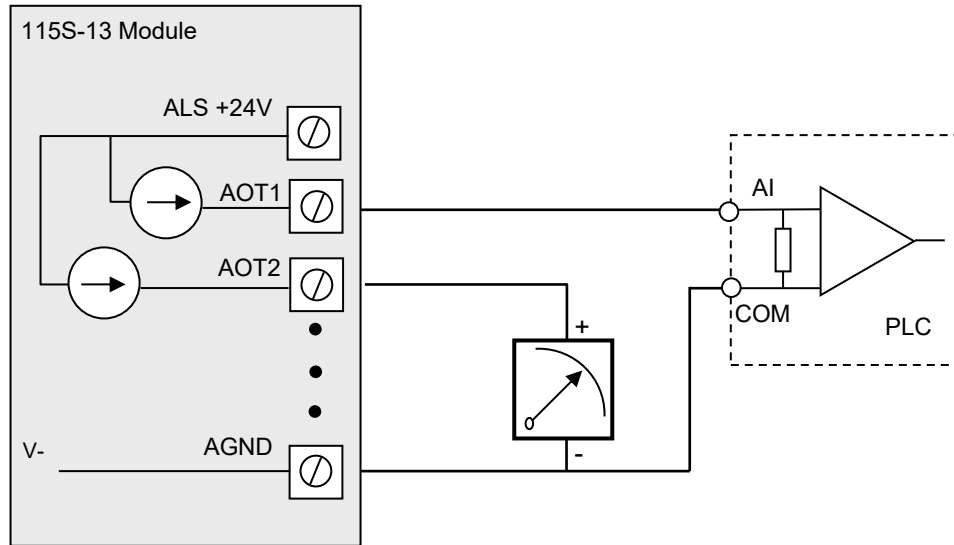 115S-13 Module
ALS +24V
AOT1
AI
AOT2
COM
PLC
+
-
V-
AGND